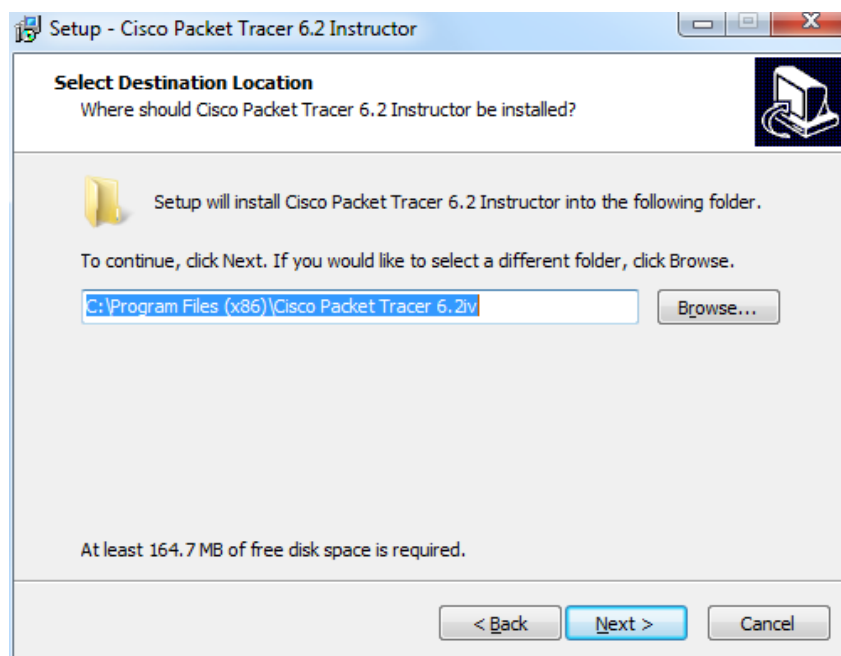 Setup - Cisco Packet Tracer 6.2 Instructor
Select Destination Location
Where should Cisco Packet Tracer 6.2 Instructor be installed?
Setup will install Cisco Packet Tracer 6.2 Instructor into the following folder.
To continue, click Next. If you would like to select a different folder, click Browse.
C:\Program Files (x86)\Cisco Packet Tracer 6.2iv
Browse...
At least 164.7 MB of free disk space is required.
< Back
Next >
Cancel